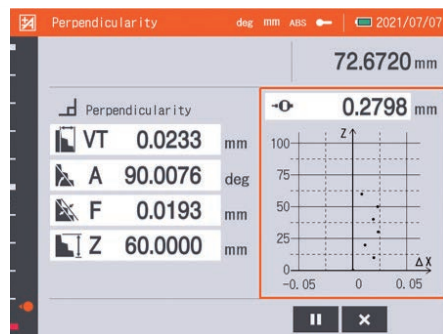 Perpendicularity deg mm ABS 2021/07/07
72.6720 mm
Perpendicularity
VT 0.0233 mm
A 90.0076 deg
F 0.0193 mm
Z 60.0000 mm
0.2798 mm
Z
100
75
50
25
0
ΔX
-0.05 0 0.05